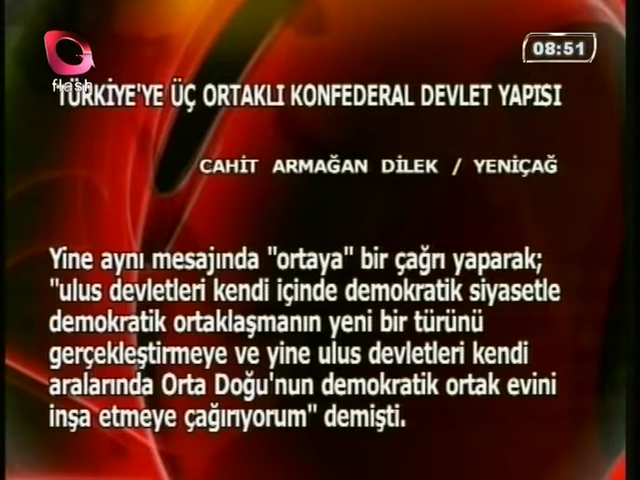 08:51
flash
TÜRKİYE'YE ÜÇ ORTAKLI KONFEDERAL DEVLET YAPISI
CAHİT ARMAĞAN DİLEK / YENİÇAĞ
Yine aynı mesajında "ortaya" bir çağrı yaparak;
"ulus devletleri kendi içinde demokratik siyasetle
demokratik ortaklaşmanın yeni bir türünü
gerçekleştirmeye ve yine ulus devletleri kendi
aralarında Orta Doğu'nun demokratik ortak evini
inşa etmeye çağırıyorum" demişti.